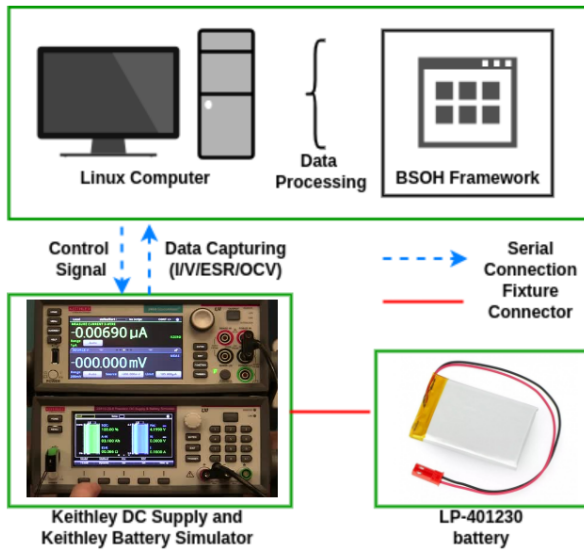 Linux Computer
Data
Processing
BSOH Framework
Control
Signal
Data Capturing
(I/V/ESR/OCV)
Serial
Connection
Fixture
Connector
KEITHLEY
-0.00690 µA
-000.000 mV
Keithley DC Supply and
Keithley Battery Simulator
LP-401230
battery